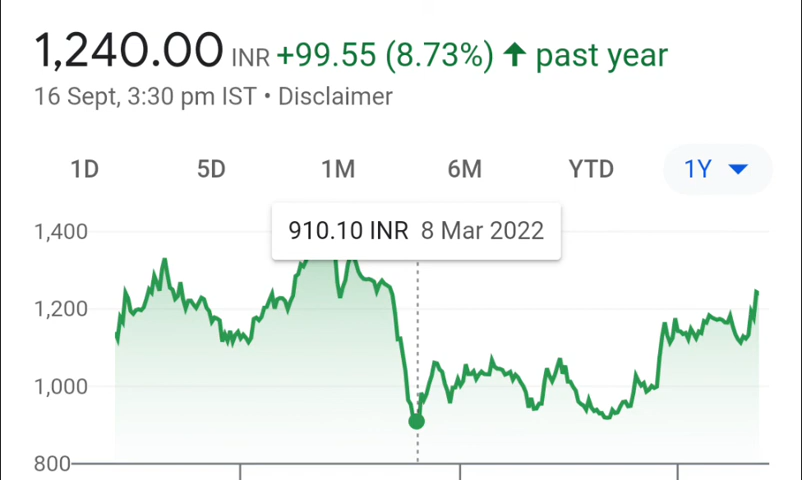 1,240.00 INR +99.55 (8.73%) ↑ past year
16 Sept, 3:30 pm IST • Disclaimer
1D 5D 1M 6M YTD 1Y
910.10 INR 8 Mar 2022
1,400
1,200
1,000
800